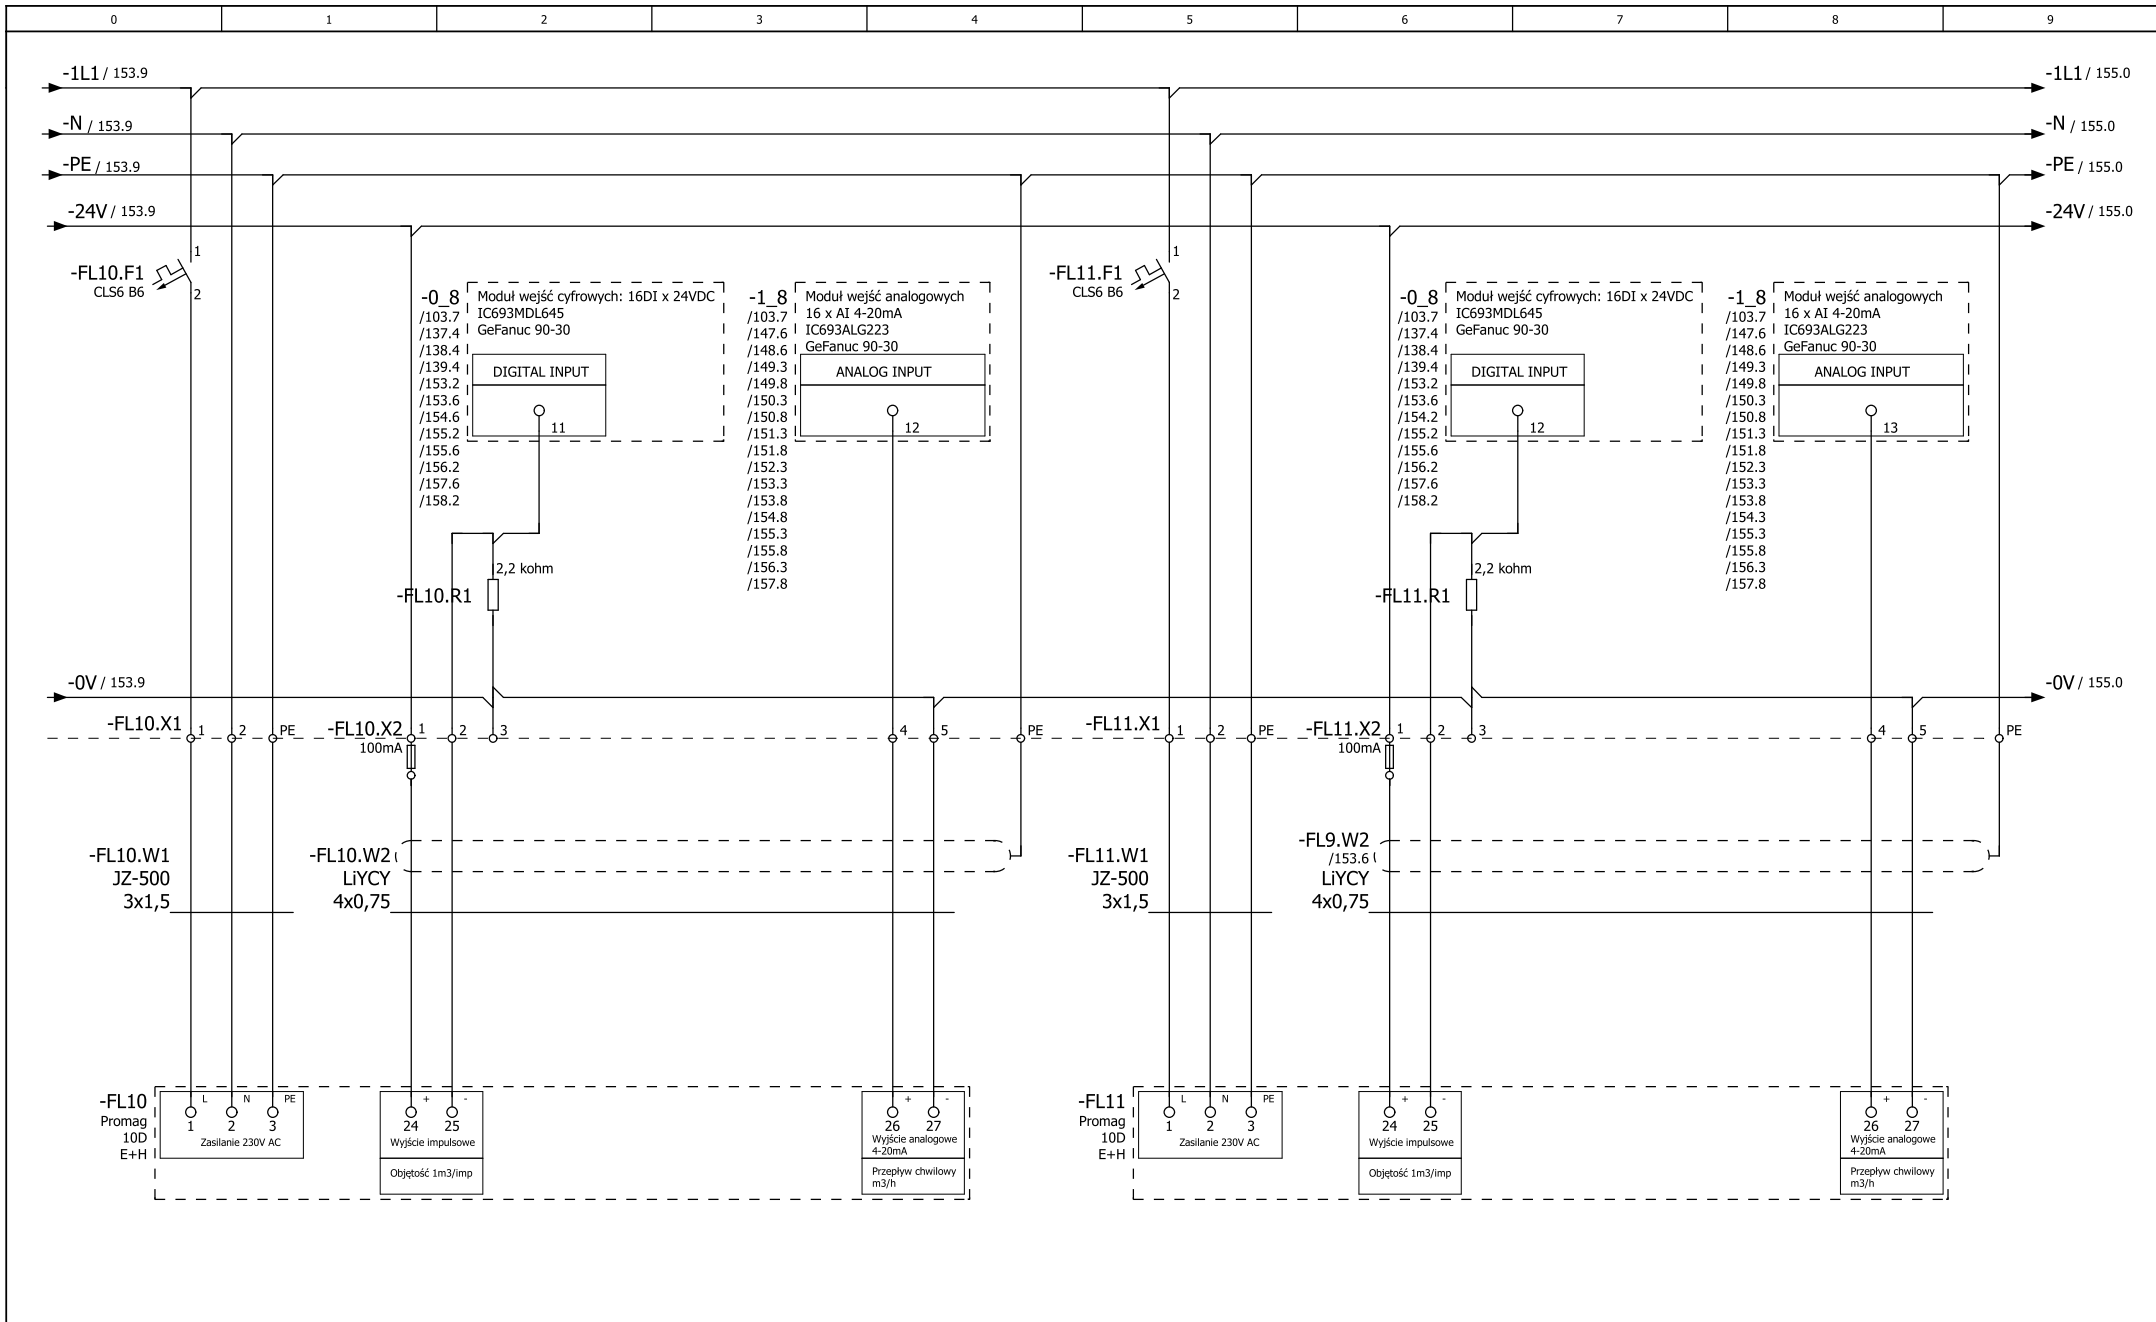 0 1 2 3 4 5 6 7 8 9
-1L1 / 153.9
-1L1 / 155.0
-N / 153.9
-N / 155.0
-PE / 153.9
-PE / 155.0
-24V / 153.9
-24V / 155.0
-FL10.F1
CLS6 B6
1
2
-0_8
/103.7
/137.4
/138.4
/139.4
/153.2
/153.6
/154.6
/155.2
/155.6
/156.2
/157.6
/158.2
Moduł wejść cyfrowych: 16DI x 24VDC
IC693MDL645
GeFanuc 90-30
DIGITAL INPUT
11
-1_8
/103.7
/147.6
/148.6
/149.3
/149.8
/150.3
/150.8
/151.3
/151.8
/152.3
/153.3
/153.8
/154.8
/155.3
/155.8
/156.3
/157.8
Moduł wejść analogowych
16 x AI 4-20mA
IC693ALG223
GeFanuc 90-30
ANALOG INPUT
12
-FL11.F1
CLS6 B6
1
2
-0_8
/103.7
/137.4
/138.4
/139.4
/153.2
/153.6
/154.2
/155.2
/155.6
/156.2
/157.6
/158.2
Moduł wejść cyfrowych: 16DI x 24VDC
IC693MDL645
GeFanuc 90-30
DIGITAL INPUT
12
-1_8
/103.7
/147.6
/148.6
/149.3
/149.8
/150.3
/150.8
/151.3
/151.8
/152.3
/153.3
/153.8
/154.3
/155.3
/155.8
/156.3
/157.8
Moduł wejść analogowych
16 x AI 4-20mA
IC693ALG223
GeFanuc 90-30
ANALOG INPUT
13
2,2 kohm
-FL10.R1
2,2 kohm
-FL11.R1
-0V / 153.9
-0V / 155.0
-FL10.X1 1 2 PE
-FL10.X2 1 2 3 4 5 PE
100mA
-FL11.X1 1 2 PE
-FL11.X2 1 2 3 4 5 PE
100mA
-FL10.W1
JZ-500
3x1,5
-FL10.W2
LiYCY
4x0,75
-FL11.W1
JZ-500
3x1,5
-FL9.W2
/153.6
LiYCY
4x0,75
-FL10
Promag
10D
E+H
L N PE
1 2 3
Zasilanie 230V AC
+ -
24 25
Wyjście impulsowe
Objętość 1m3/imp
+ -
26 27
Wyjście analogowe
4-20mA
Przepływ chwilowy
m3/h
-FL11
Promag
10D
E+H
L N PE
1 2 3
Zasilanie 230V AC
+ -
24 25
Wyjście impulsowe
Objętość 1m3/imp
+ -
26 27
Wyjście analogowe
4-20mA
Przepływ chwilowy
m3/h